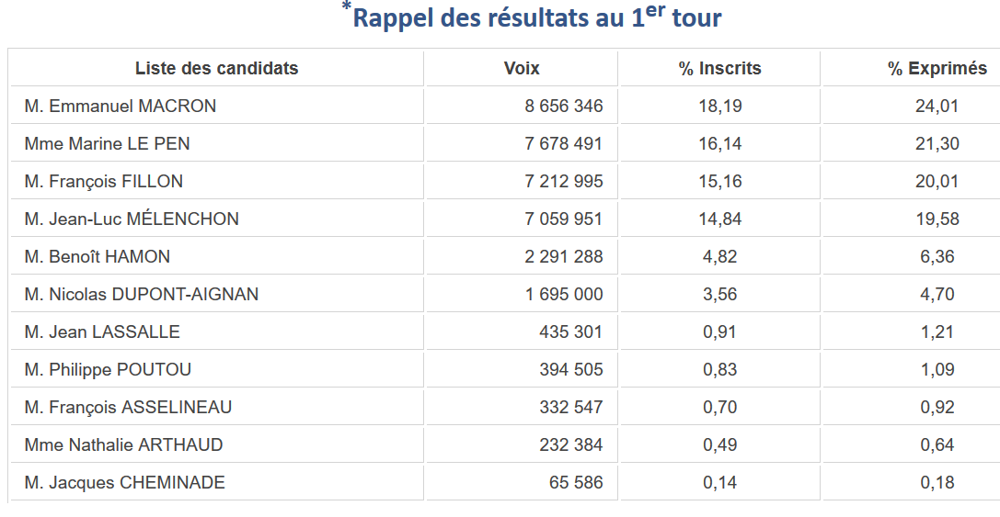 *Rappel des résultats au 1er tour
Liste des candidats Voix % Inscrits % Exprimés
M. Emmanuel MACRON 8 656 346 18,19 24,01
Mme Marine LE PEN 7 678 491 16,14 21,30
M. François FILLON 7 212 995 15,16 20,01
M. Jean-Luc MÉLENCHON 7 059 951 14,84 19,58
M. Benoît HAMON 2 291 288 4,82 6,36
M. Nicolas DUPONT-AIGNAN 1 695 000 3,56 4,70
M. Jean LASSALLE 435 301 0,91 1,21
M. Philippe POUTOU 394 505 0,83 1,09
M. François ASSELINEAU 332 547 0,70 0,92
Mme Nathalie ARTHAUD 232 384 0,49 0,64
M. Jacques CHEMINADE 65 586 0,14 0,18